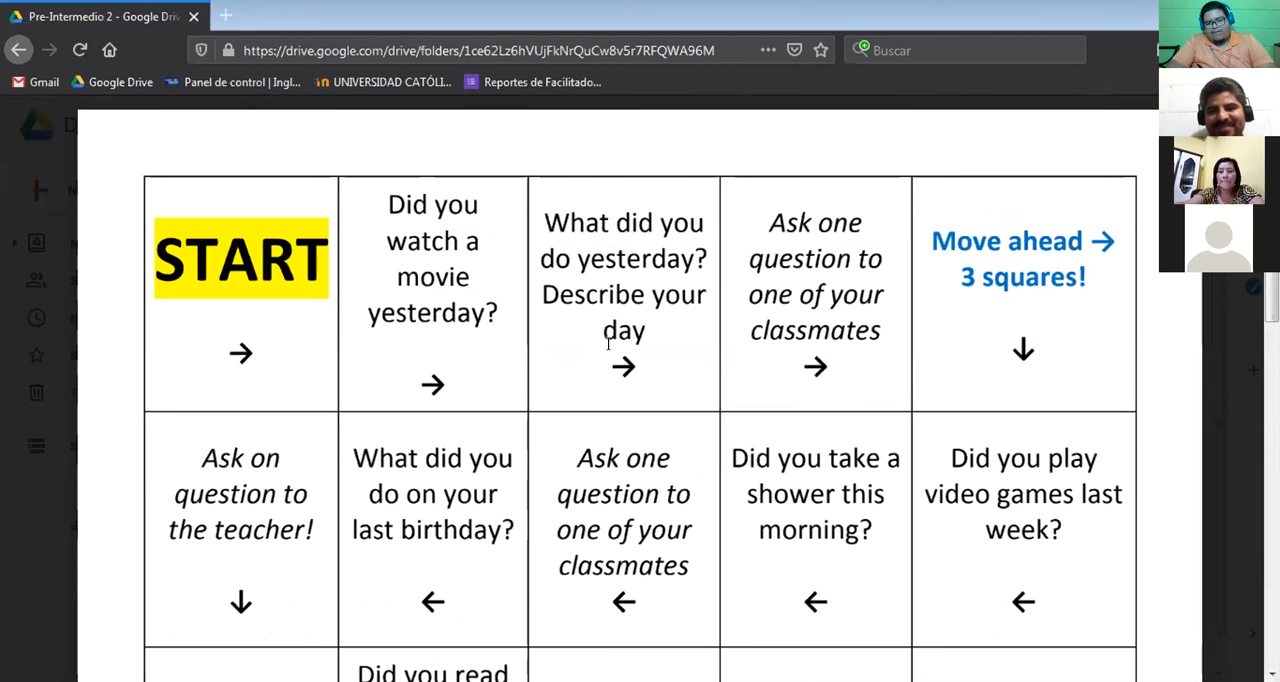 Pre-Intermedio 2 - Google Driv
https://drive.google.com/drive/folders/1ce62Lz6hVUjFkNrQuCw8v5r7RFQWA96M
Buscar
Gmail
Google Drive
Panel de control | Ingl...
UNIVERSIDAD CATÓLI...
Reportes de Facilitado...
START
→
Did you
watch a
movie
yesterday?
→
What did you
do yesterday?
Describe your
day
→
Ask one
question to
one of your
classmates
→
Move ahead →
3 squares!
↓
Ask on
question to
the teacher!
↓
What did you
do on your
last birthday?
←
Ask one
question to
one of your
classmates
←
Did you take a
shower this
morning?
←
Did you play
video games last
week?
←
Did you read